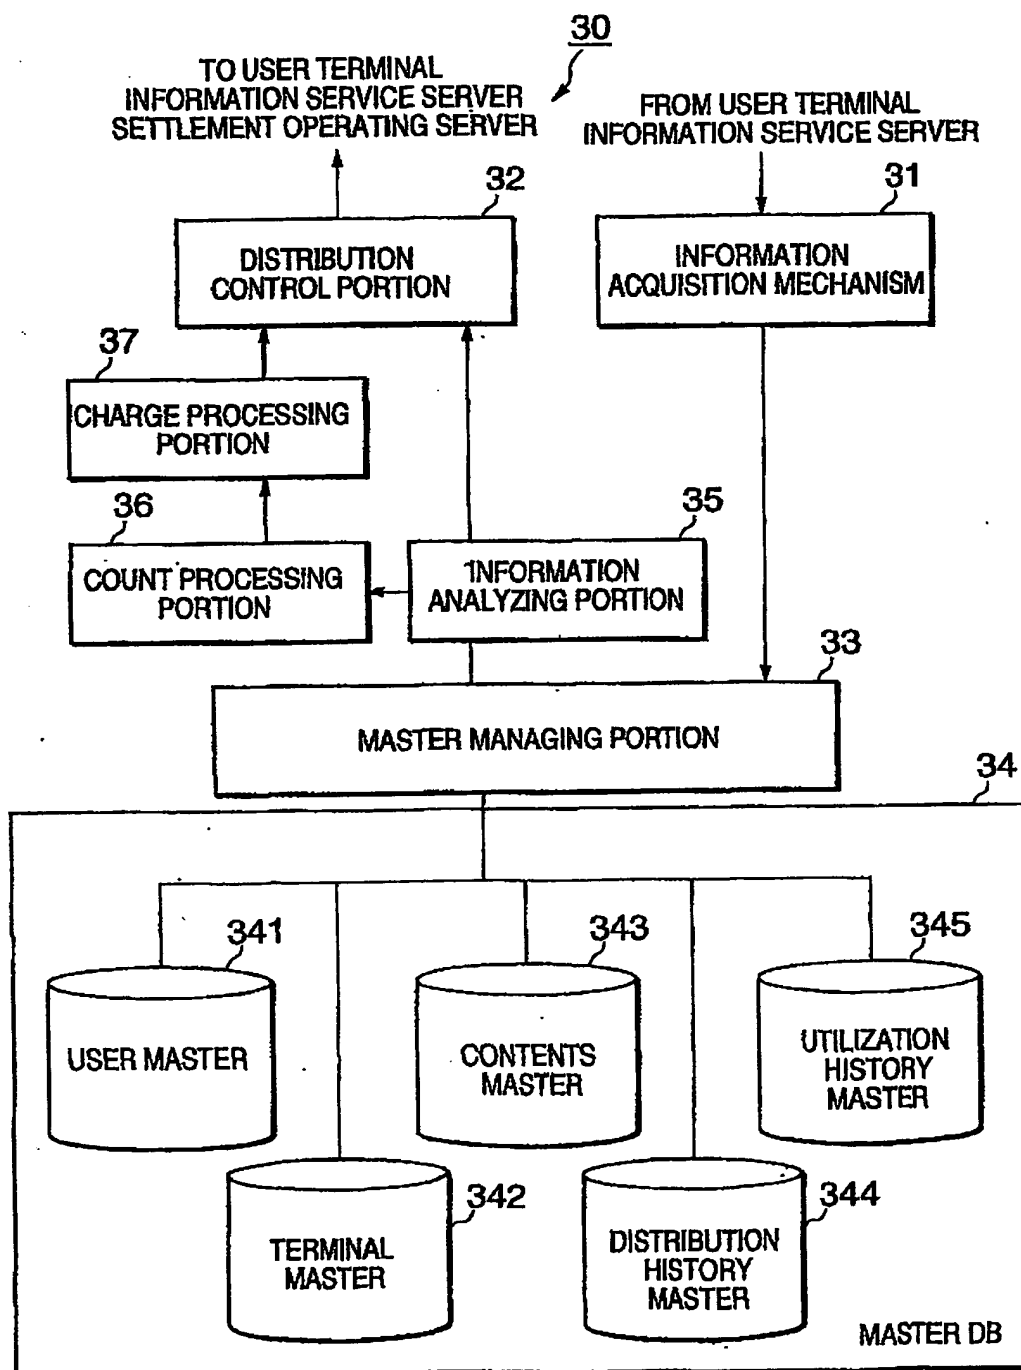 30
TO USER TERMINAL
INFORMATION SERVICE SERVER
SETTLEMENT OPERATING SERVER
FROM USER TERMINAL
INFORMATION SERVICE SERVER
32
DISTRIBUTION
CONTROL PORTION
31
INFORMATION
ACQUISITION MECHANISM
37
CHARGE PROCESSING
PORTION
36
COUNT PROCESSING
PORTION
35
INFORMATION
ANALYZING PORTION
33
MASTER MANAGING PORTION
34
341
USER MASTER
343
CONTENTS
MASTER
345
UTILIZATION
HISTORY
MASTER
342
TERMINAL
MASTER
344
DISTRIBUTION
HISTORY
MASTER
MASTER DB